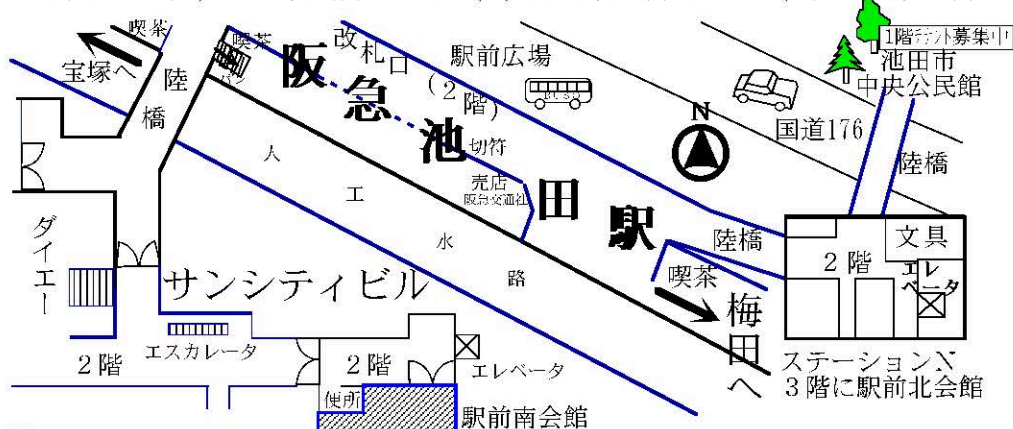 喫茶
宝塚へ
陸橋
喫茶
パン
改札口
(2階)
駅前広場
BUS
1階テナント募集中
池田市
中央公民館
国道176
陸橋
N
阪急池田駅
切符
売店
阪急交通社
人工水路
陸橋
喫茶
梅田へ
2階
文具
エレベータ
ステーションN
3階に駅前北会館
ダイエー
サンシティビル
エスカレータ
2階
2階
エレベータ
便所
駅前南会館